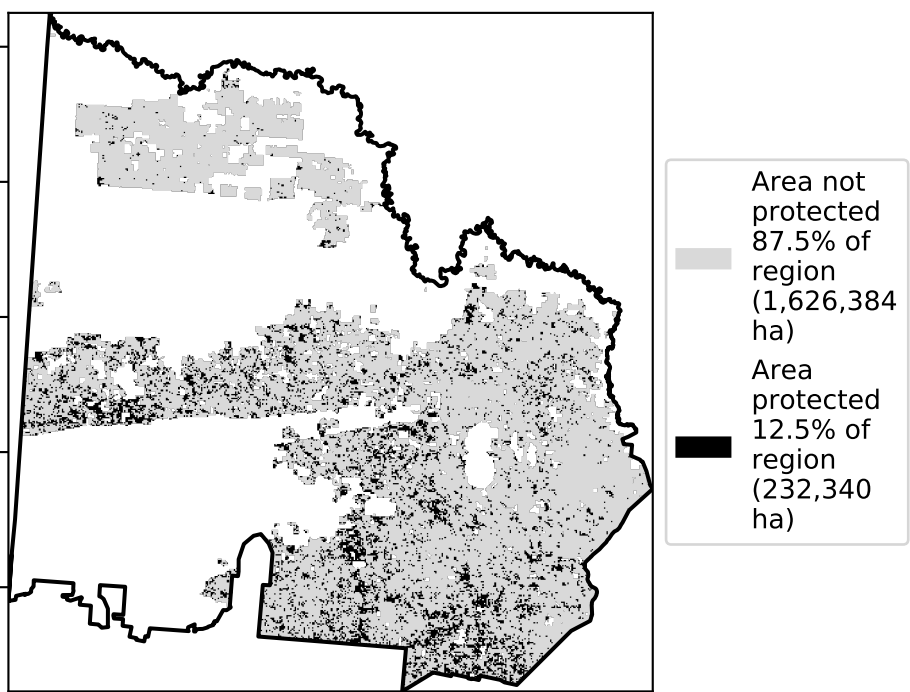 Area not
protected
87.5% of
region
(1,626,384
ha)
Area
protected
12.5% of
region
(232,340
ha)